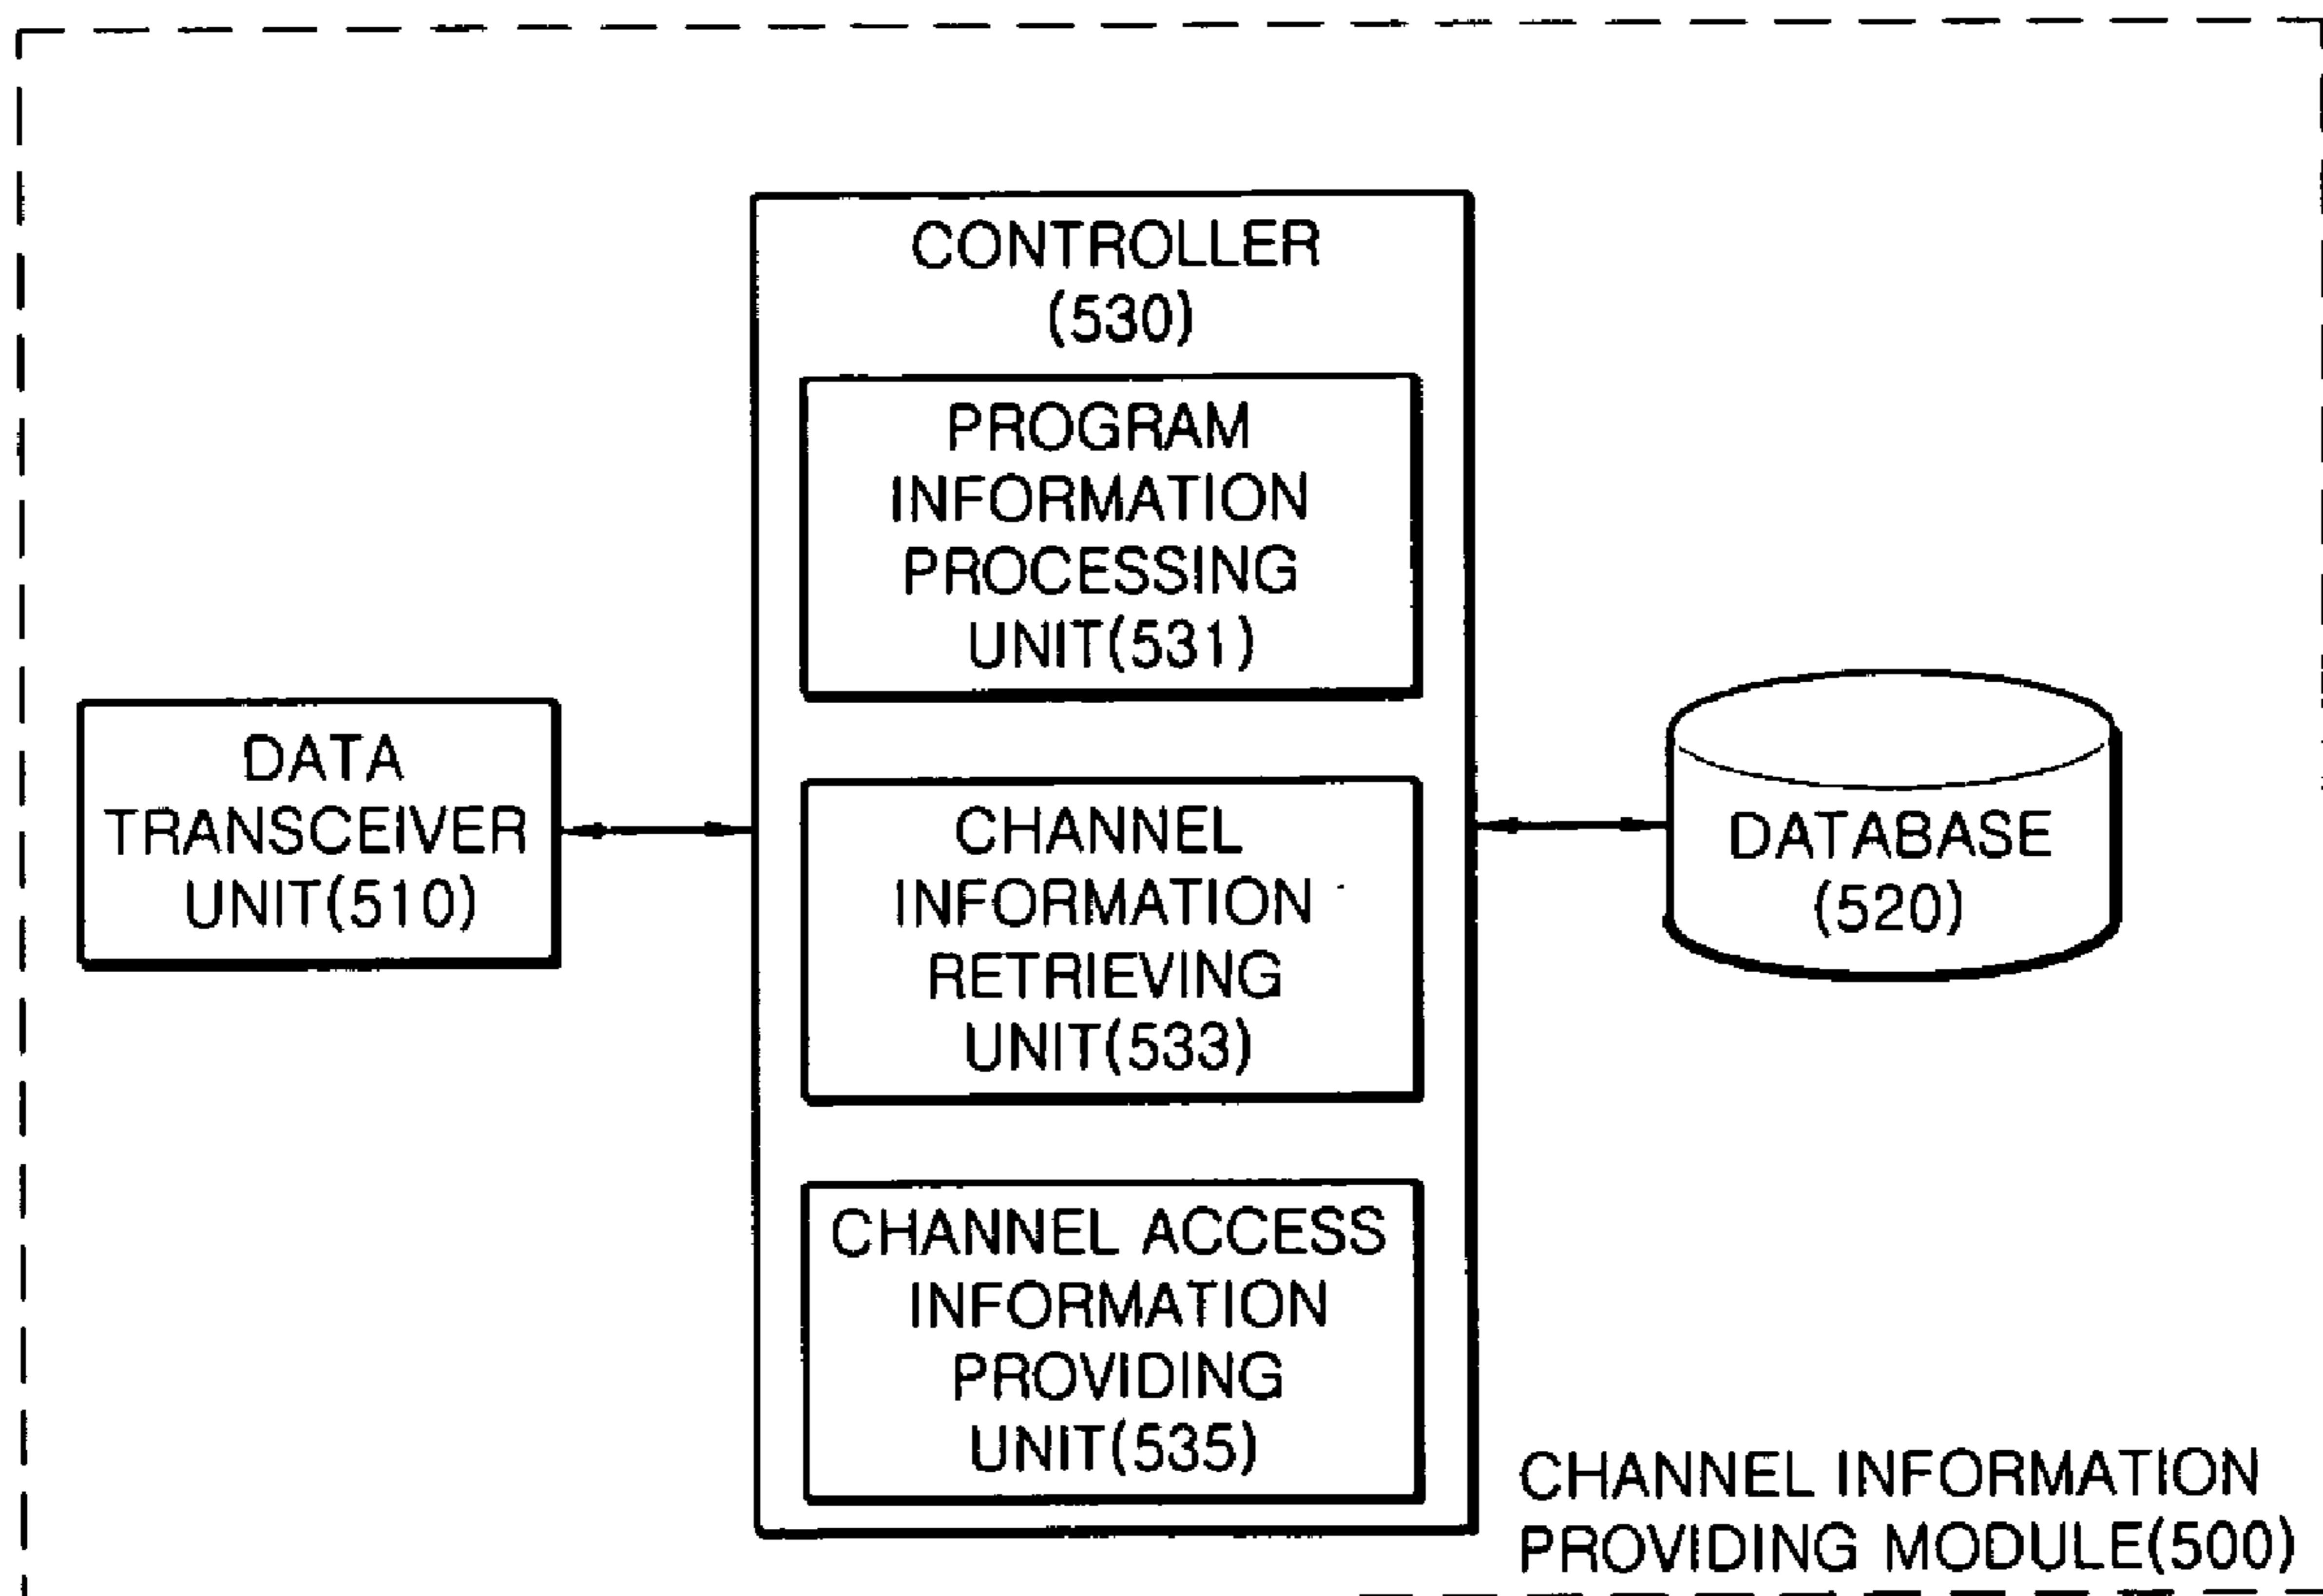 CONTROLLER
(530)
PROGRAM
INFORMATION
PROCESSING
UNIT(531)
DATA
TRANSCEIVER
UNIT(510)
CHANNEL
INFORMATION
RETRIEVING
UNIT(533)
DATABASE
(520)
CHANNEL ACCESS
INFORMATION
PROVIDING
UNIT(535)
CHANNEL INFORMATION
PROVIDING MODULE(500)